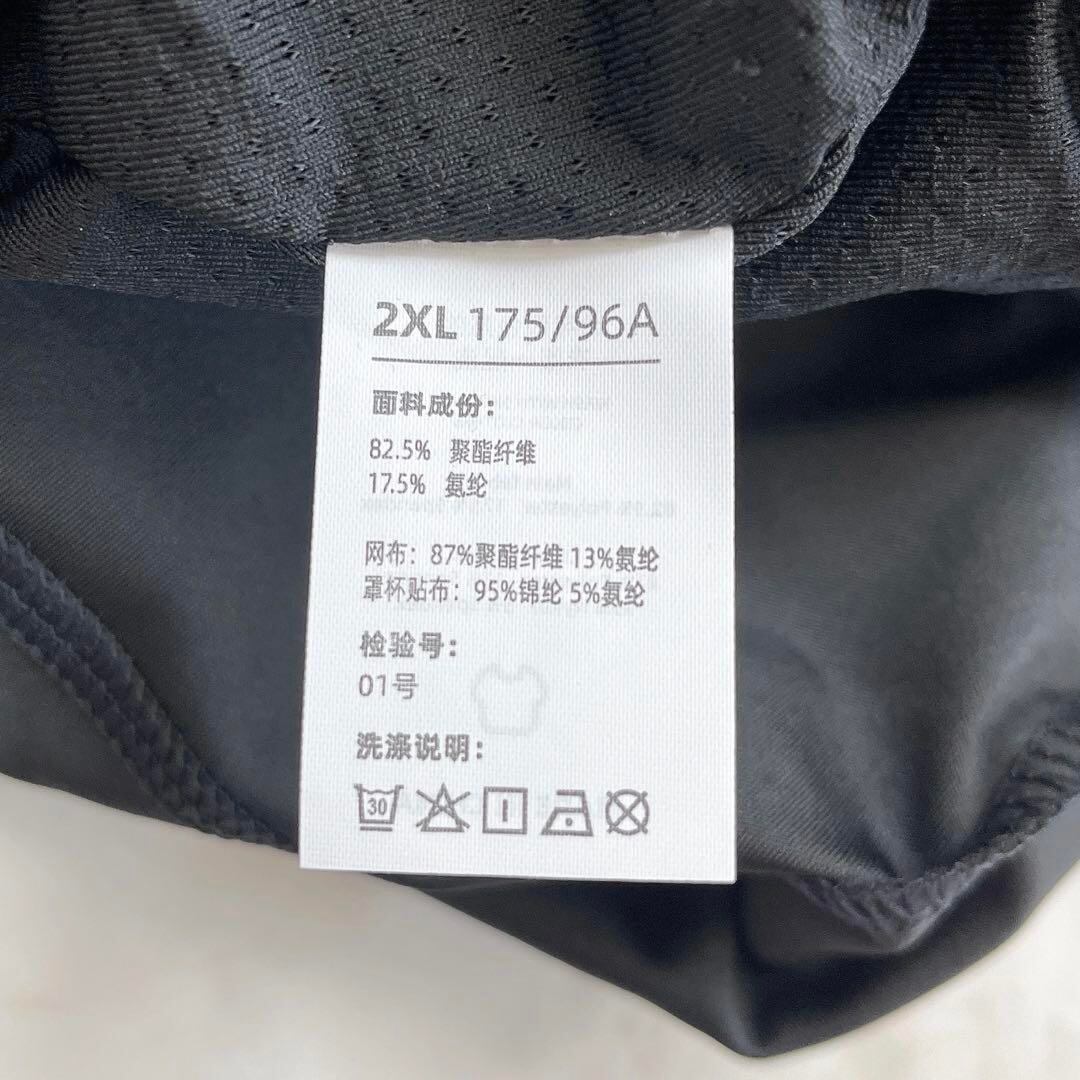 2XL 175/96A
面料成份：
82.5% 聚酯纤维
17.5% 氨纶
网布：87%聚酯纤维 13%氨纶
罩杯贴布：95%锦纶 5%氨纶
检验号：
01号
洗涤说明：
30